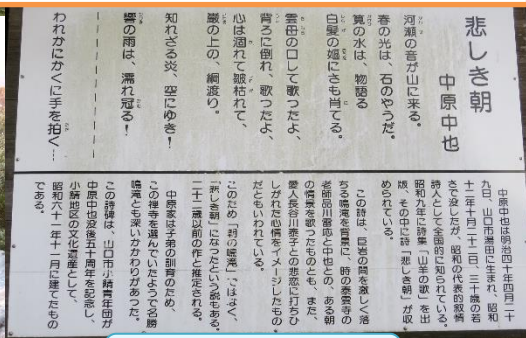 悲しき朝
中原中也
河瀬の音が山に来る。
春の光は、石のやうだ。
筧の水は、物語る
白髪の嫗にさも肖てる。
雲母の口して歌つたよ、
背ろに倒れ、歌つたよ、
心は涸れて皺枯れて、
巌の上の、綱渡り。
知れざる炎、空にゆき！
響の雨は、濡れ冠る！
われかにかくに手を拍く…
中原中也は明治四十年四月二十
九日、山口市湯田に生まれ、昭和
十二年十月二十二日、三十歳の若
さで没したが、昭和の代表的叙情
詩人として全国的に知られている。
昭和九年に詩集「山羊の歌」を出
版、その中に詩「悲しき朝」が収
められている。
この詩は、巨岩の間を激しく落
ちる鳴滝を背景に、時の泰雲寺の
老師品川雷応と中也との、ある朝
の情景を歌ったものとも、また、
愛人長谷川泰子との悲恋に打ちひ
しがれた心情をイメージしたもの
だともいわれている。
このため「朝の鳴滝」ではなく、
「悲しき朝」になったという説もある。
二十二歳以前の作と推定される。
中原家は子弟の訓育のため、
この禅寺を選んでいたようで名勝
鳴滝とも深いかかわりがあった。
この詩碑は、山口市小鯖青年団が
中原中也没後五十周年を記念し、
小鯖地区の文化遺産として、
昭和六十一年十一月に建てたもの
である。